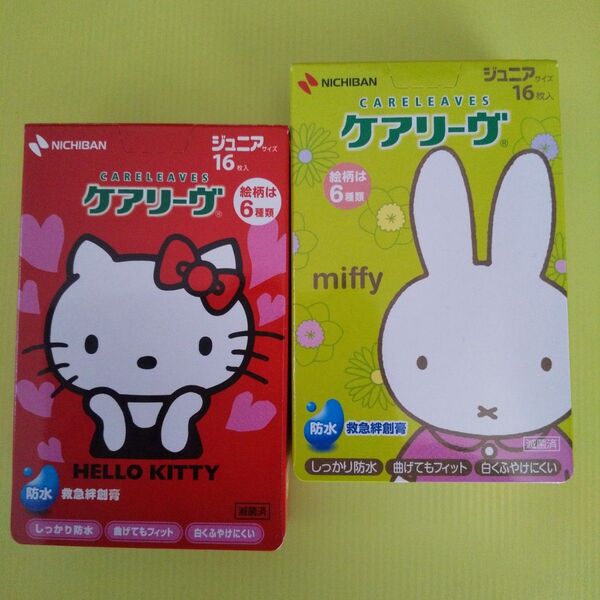 NICHIBAN
ジュニアサイズ
16枚入
CARELEAVES
ケアリーヴ®
絵柄は
6種類
HELLO KITTY
防水 救急絆創膏
滅菌済
しっかり防水 曲げてもフィット 白くふやけにくい
NICHIBAN
ジュニアサイズ
16枚入
CARELEAVES
ケアリーヴ®
絵柄は
6種類
miffy
防水 救急絆創膏
滅菌済
しっかり防水 曲げてもフィット 白くふやけにくい